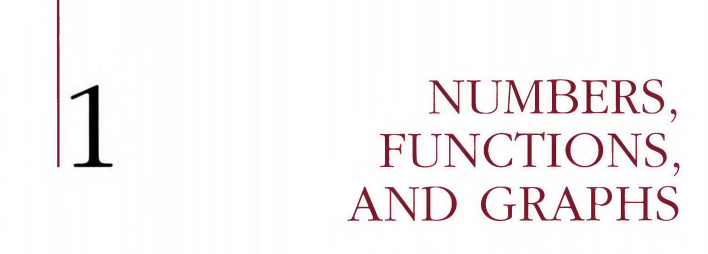 1
NUMBERS,
FUNCTIONS,
AND GRAPHS